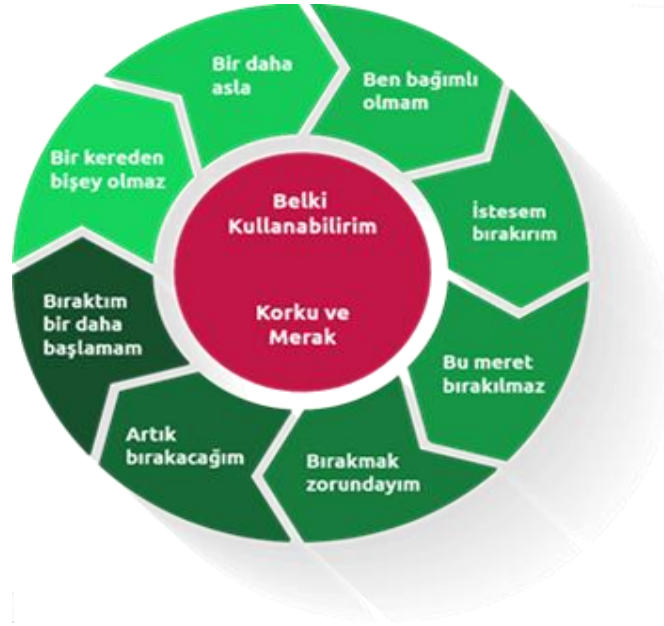 Bir daha
asla
Ben bağımlı
olmam
İstesem
bırakırım
Bu meret
bırakılmaz
Bırakmak
zorundayım
Artık
bırakacağım
Bıraktım
bir daha
başlamam
Bir kereden
bişey olmaz
Belki
Kullanabilirim
Korku ve
Merak